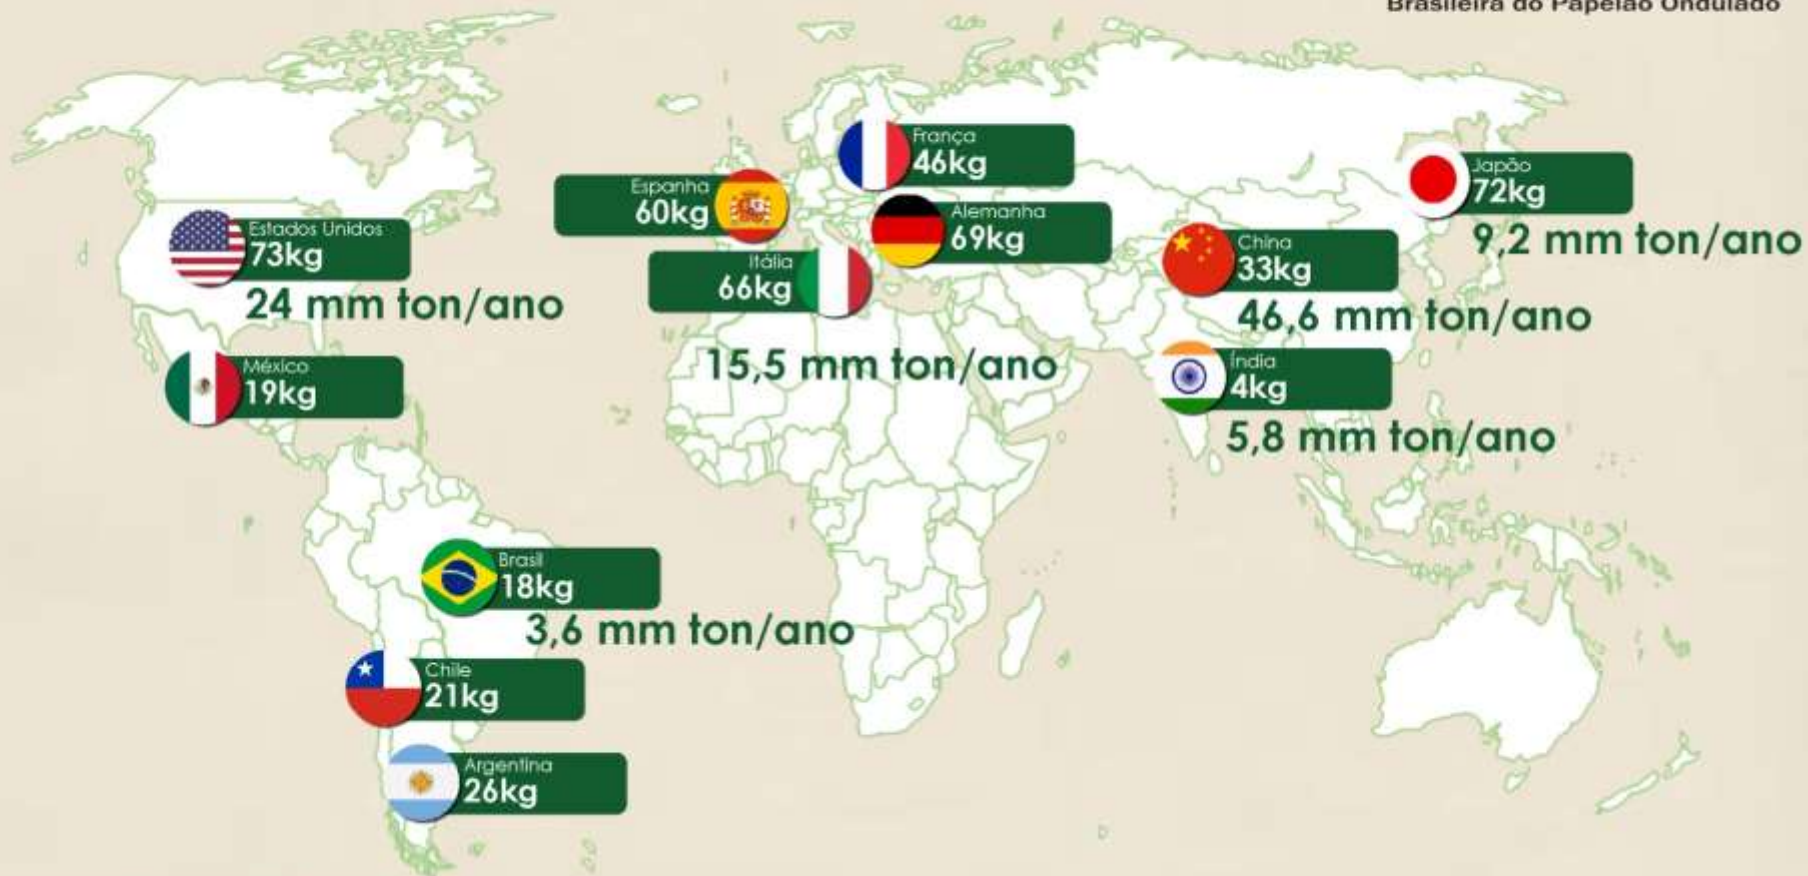 Brasileira do Papelão Ondulado
França
46kg
Espanha
60kg
Japão
72kg
9,2 mm ton/ano
Estados Unidos
73kg
24 mm ton/ano
Alemanha
69kg
China
33kg
46,6 mm ton/ano
Itália
66kg
15,5 mm ton/ano
México
19kg
Índia
4kg
5,8 mm ton/ano
Brasil
18kg
3,6 mm ton/ano
Chile
21kg
Argentina
26kg